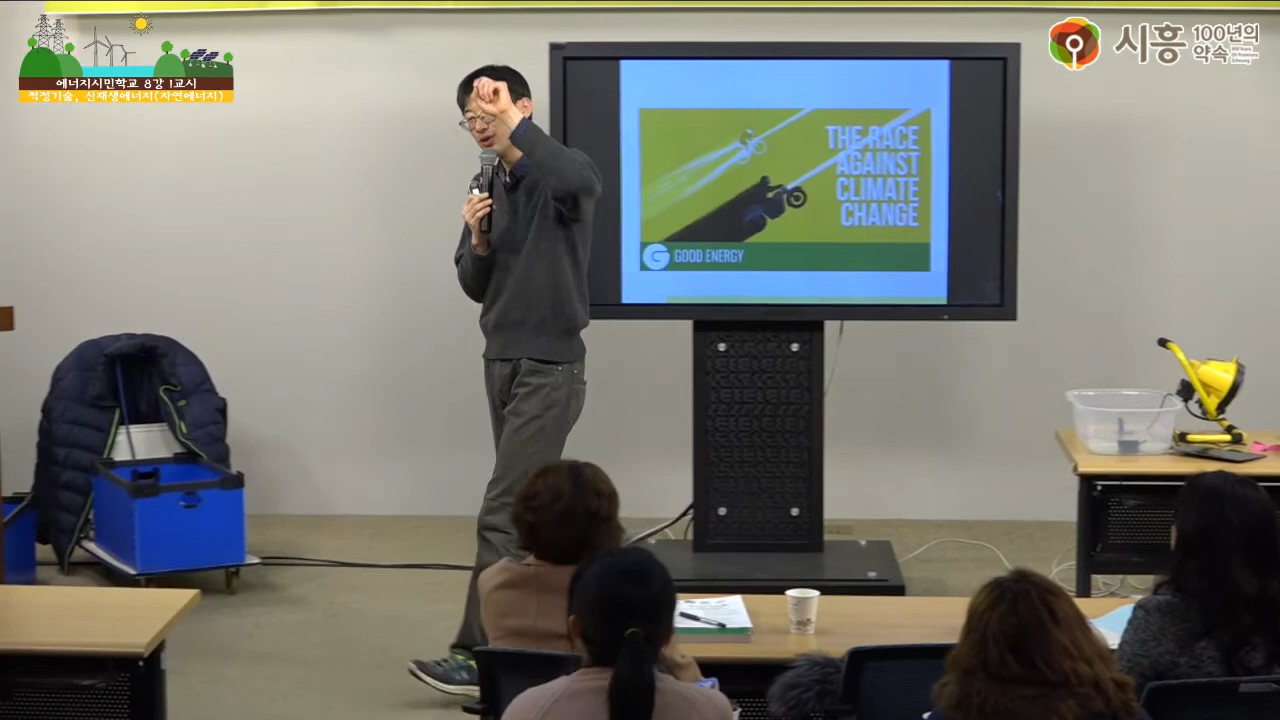 에너지시민학교 8강 1교시
적정기술, 신재생에너지(자연에너지)
시흥 100년의 약속
THE RACE
AGAINST
CLIMATE
CHANGE
GOOD ENERGY